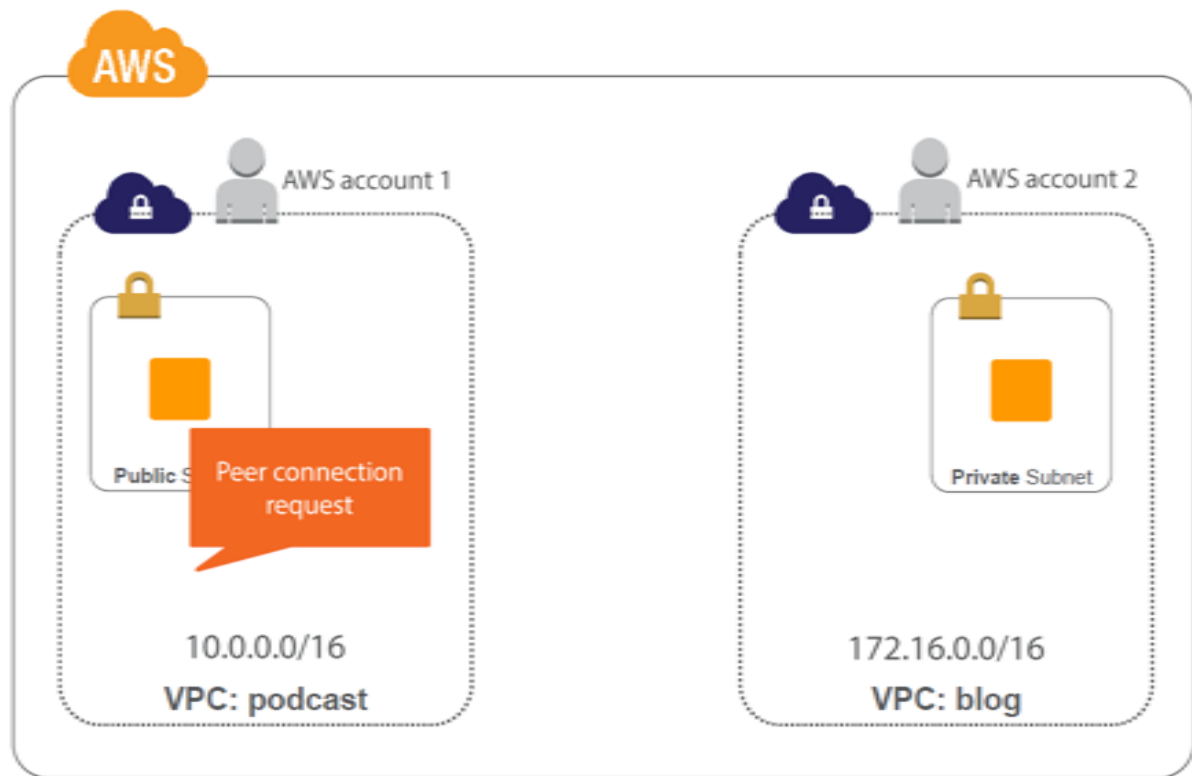 AWS
AWS account 1
AWS account 2
Public S
Peer connection
request
Private Subnet
10.0.0.0/16
VPC: podcast
172.16.0.0/16
VPC: blog